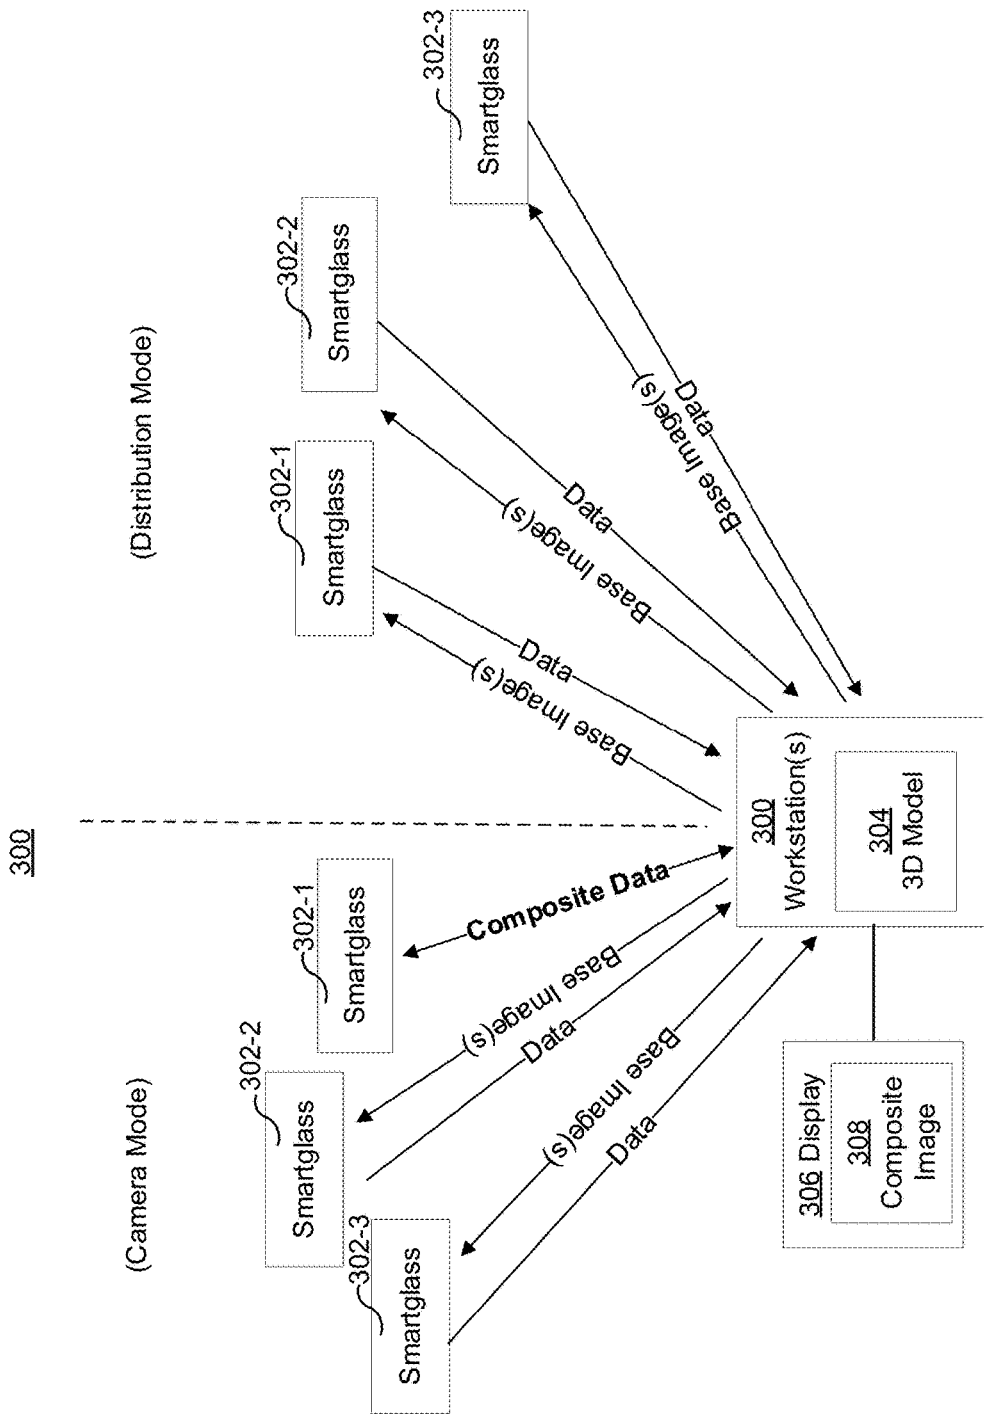 300
(Camera Mode)
(Distribution Mode)
302-3
Smartglass
302-2
Smartglass
302-1
Smartglass
302-1
Smartglass
302-2
Smartglass
302-3
Smartglass
Base Image(s)
Data
Base Image(s)
Data
Composite Data
Base Image(s)
Data
Base Image(s)
Data
Base Image(s)
Data
306 Display
308
Composite
Image
300
Workstation(s)
304
3D Model